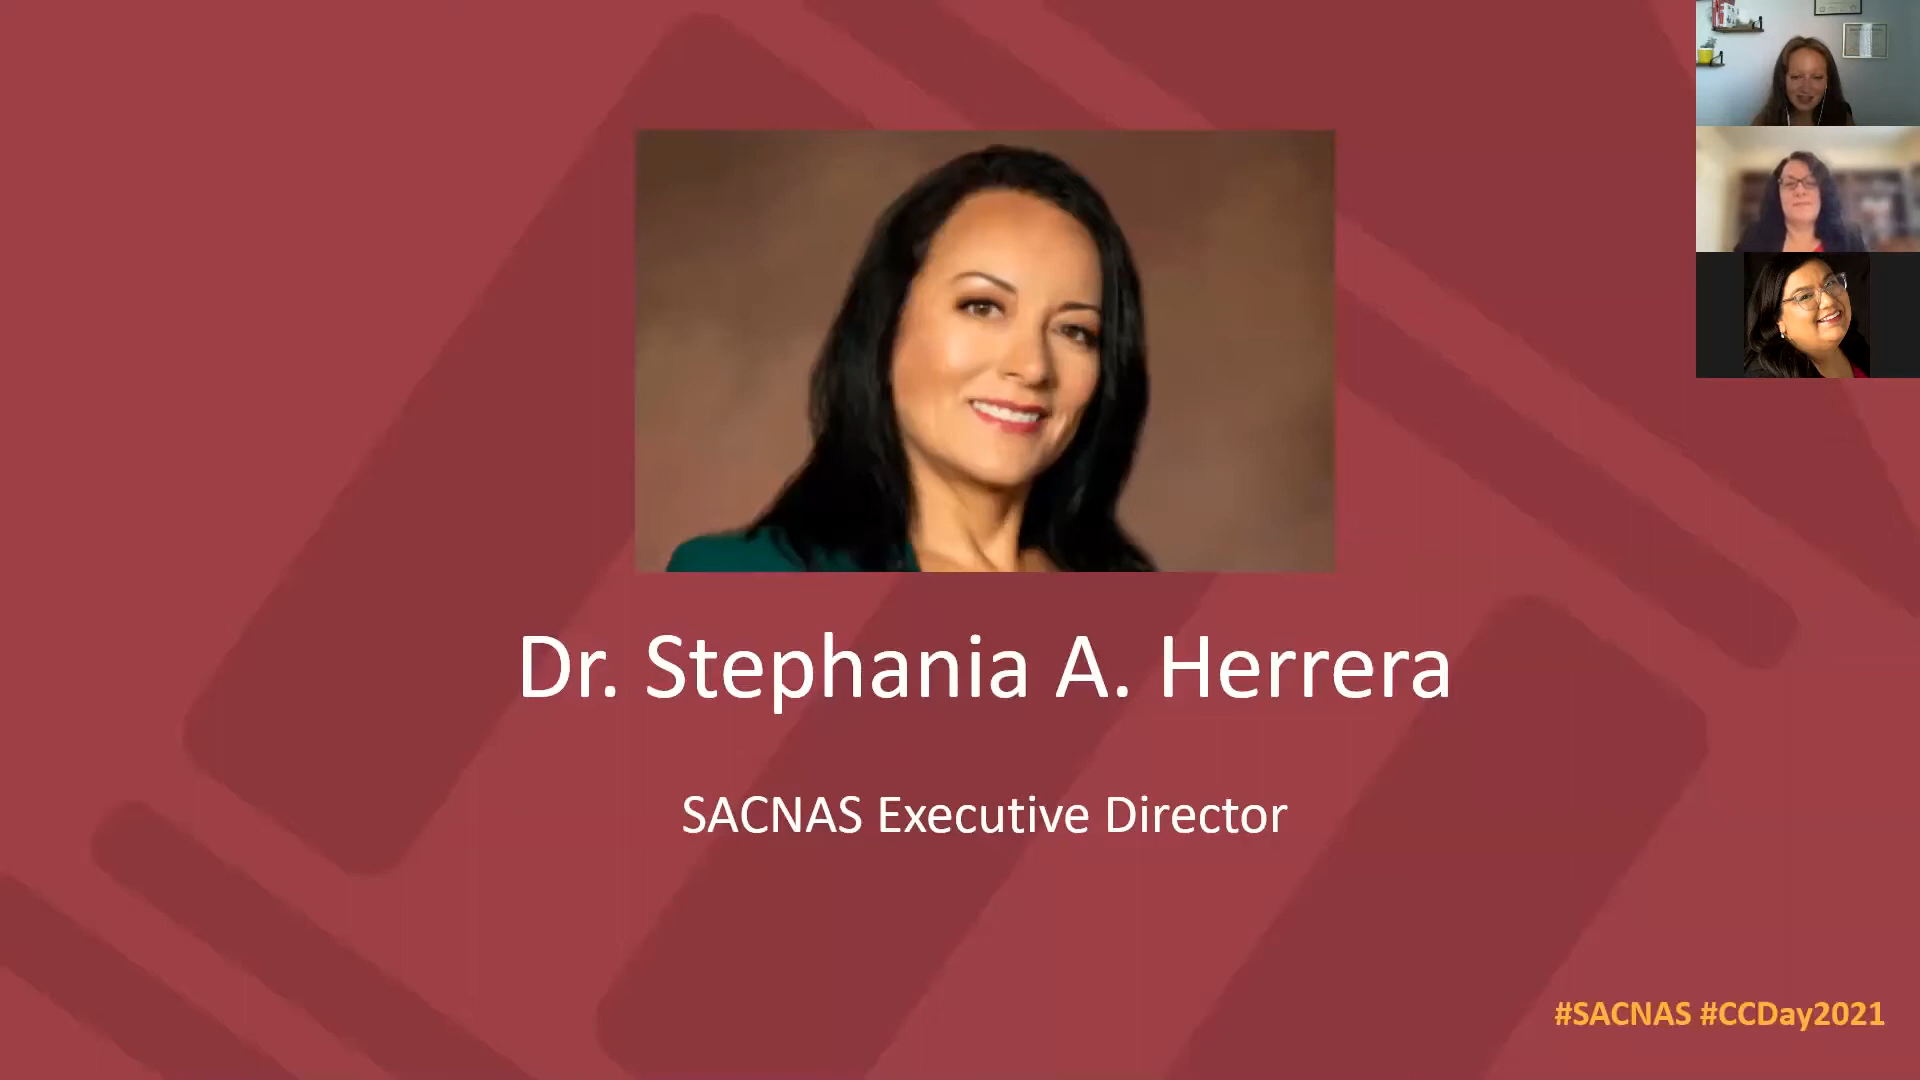 Dr. Stephania A. Herrera
SACNAS Executive Director
#SACNAS #CCDay2021